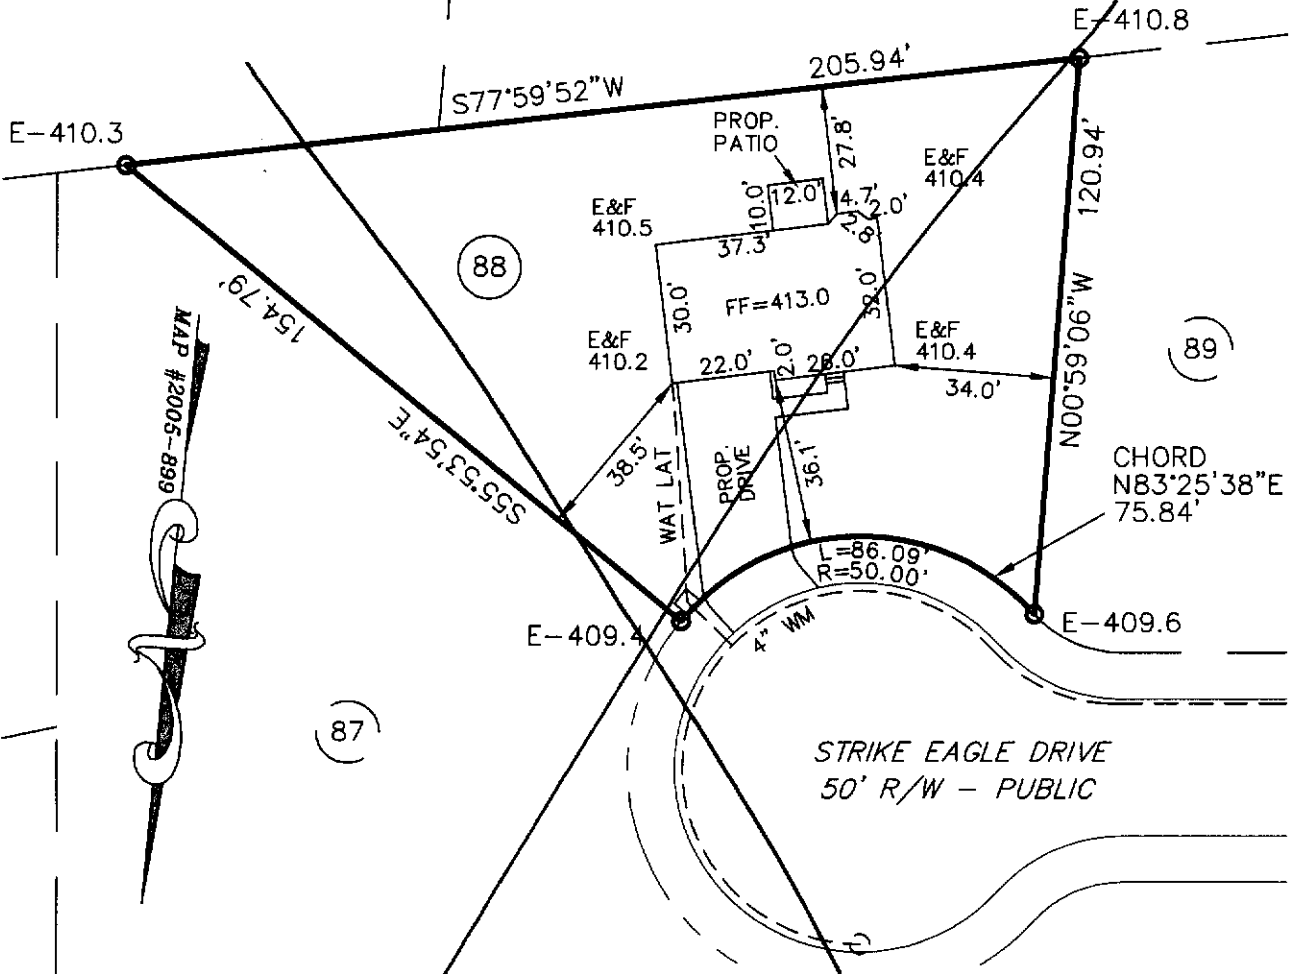 E-410.8
205.94'
S77°59'52"W
E-410.3
PROP.
PATIO
27.8'
E&F
410.4
120.94'
10.0'
12.0'
4.7'
2.0'
2.8'
E&F
410.5
37.3'
88
154.79'
30.0'
FF=413.0
32.0'
MAP #2005-899
E&F
410.2
22.0'
2.0'
26.0'
E&F
410.4
34.0'
N00°59'06"W
89
S55°53'54"E
38.5'
WAT LAT
PROP.
DRIVE
36.1'
CHORD
N83°25'38"E
75.84'
L=86.09'
R=50.00'
E-409.4
4" WM
E-409.6
87
STRIKE EAGLE DRIVE
50' R/W - PUBLIC